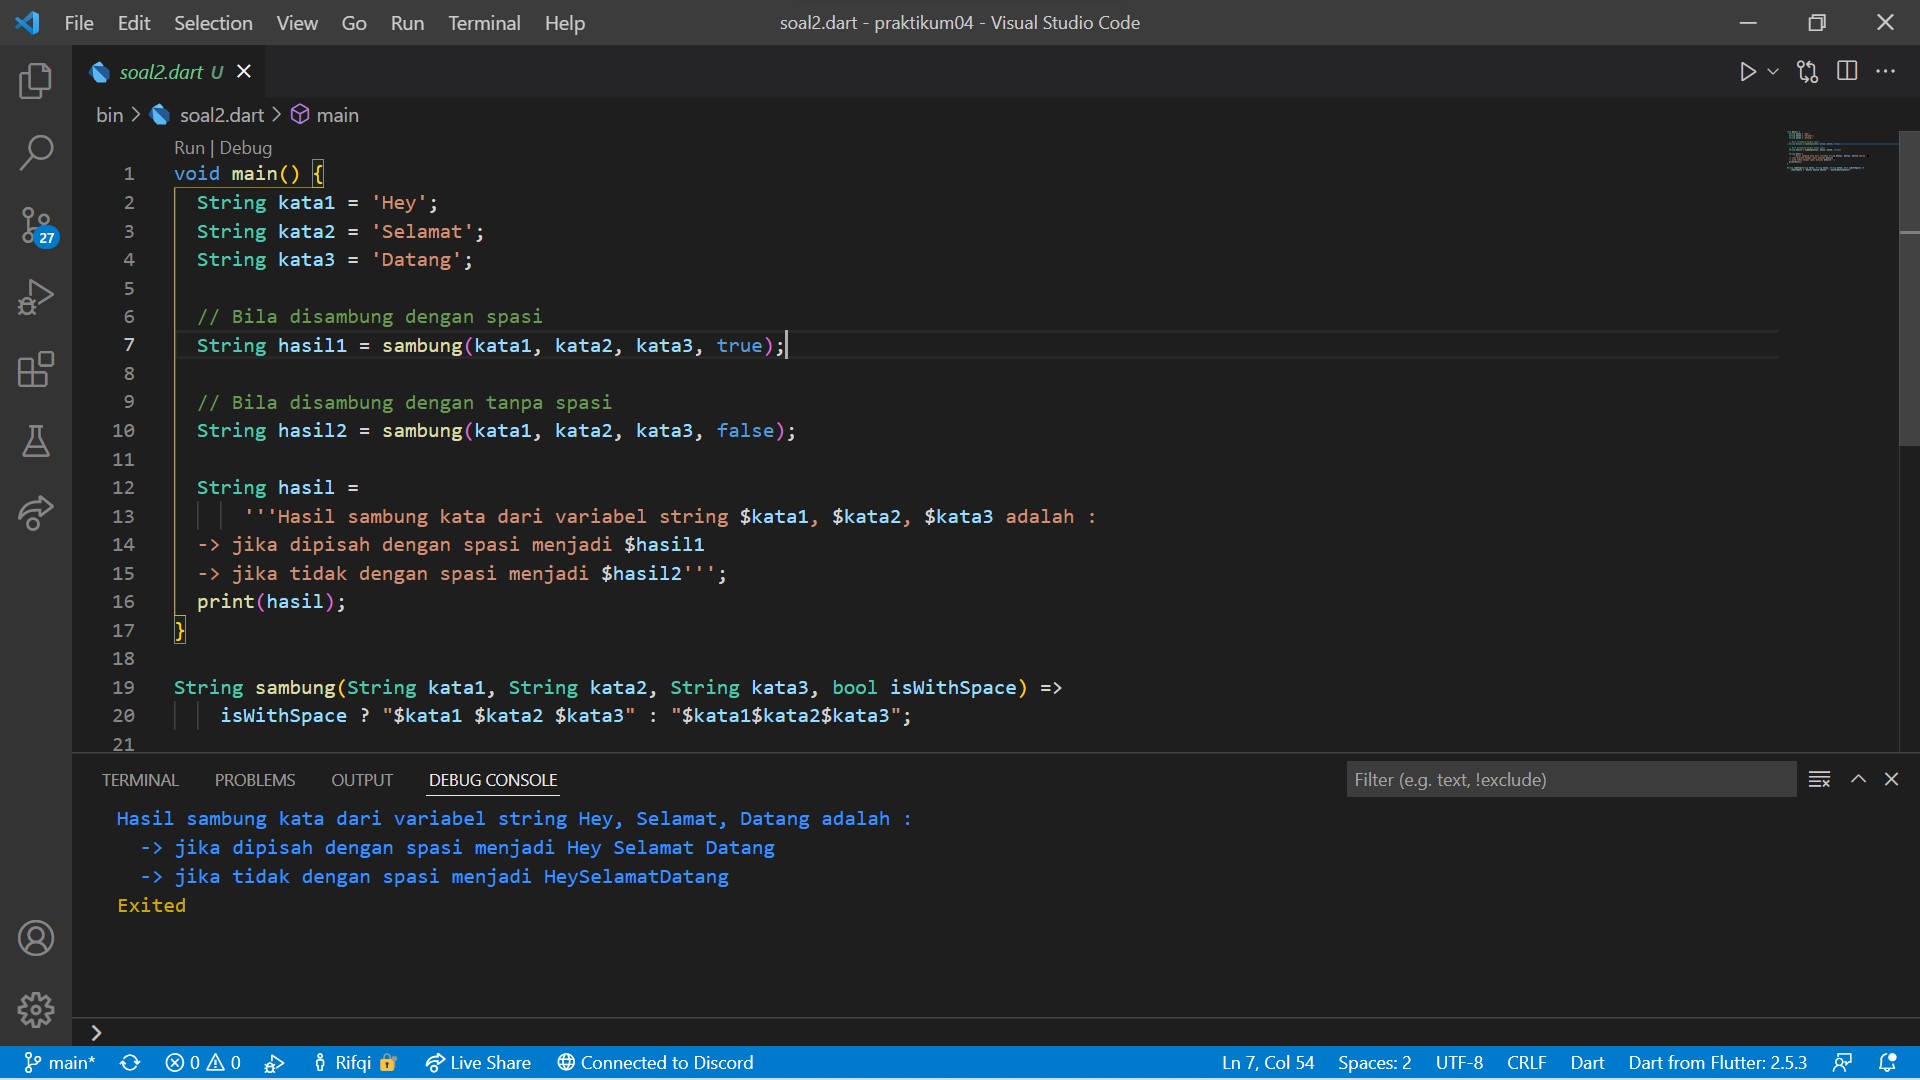 File Edit Selection View Go Run Terminal Help soal2.dart - praktikum04 - Visual Studio Code
soal2.dart U
bin > soal2.dart > main
Run | Debug
1 void main() {
2 String kata1 = 'Hey';
3 String kata2 = 'Selamat';
4 String kata3 = 'Datang';
5
6 // Bila disambung dengan spasi
7 String hasil1 = sambung(kata1, kata2, kata3, true);
8
9 // Bila disambung dengan tanpa spasi
10 String hasil2 = sambung(kata1, kata2, kata3, false);
11
12 String hasil =
13 '''Hasil sambung kata dari variabel string $kata1, $kata2, $kata3 adalah :
14 -> jika dipisah dengan spasi menjadi $hasil1
15 -> jika tidak dengan spasi menjadi $hasil2''';
16 print(hasil);
17 }
18
19 String sambung(String kata1, String kata2, String kata3, bool isWithSpace) =>
20 isWithSpace ? "$kata1 $kata2 $kata3" : "$kata1$kata2$kata3";
21
27
TERMINAL PROBLEMS OUTPUT DEBUG CONSOLE Filter (e.g. text, !exclude)
Hasil sambung kata dari variabel string Hey, Selamat, Datang adalah :
-> jika dipisah dengan spasi menjadi Hey Selamat Datang
-> jika tidak dengan spasi menjadi HeySelamatDatang
Exited
>
main* 0 0 Rifqi Live Share Connected to Discord Ln 7, Col 54 Spaces: 2 UTF-8 CRLF Dart Dart from Flutter: 2.5.3